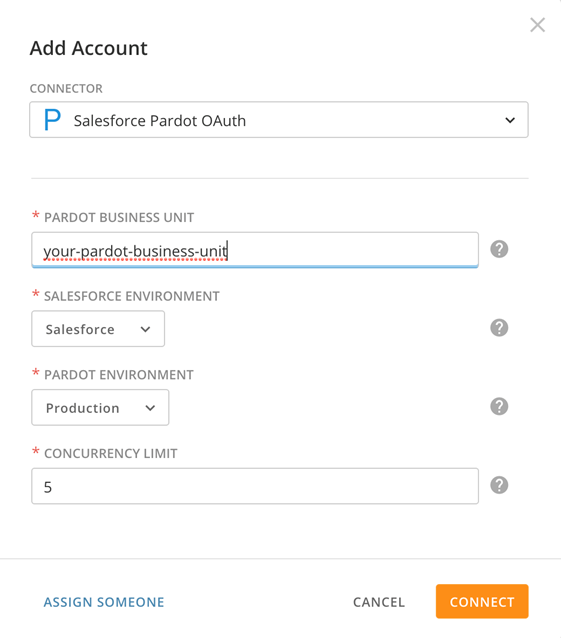 Add Account
CONNECTOR
P Salesforce Pardot OAuth
* PARDOT BUSINESS UNIT
your-pardot-business-unit
?
* SALESFORCE ENVIRONMENT
Salesforce
?
* PARDOT ENVIRONMENT
Production
?
* CONCURRENCY LIMIT
5
?
ASSIGN SOMEONE CANCEL CONNECT